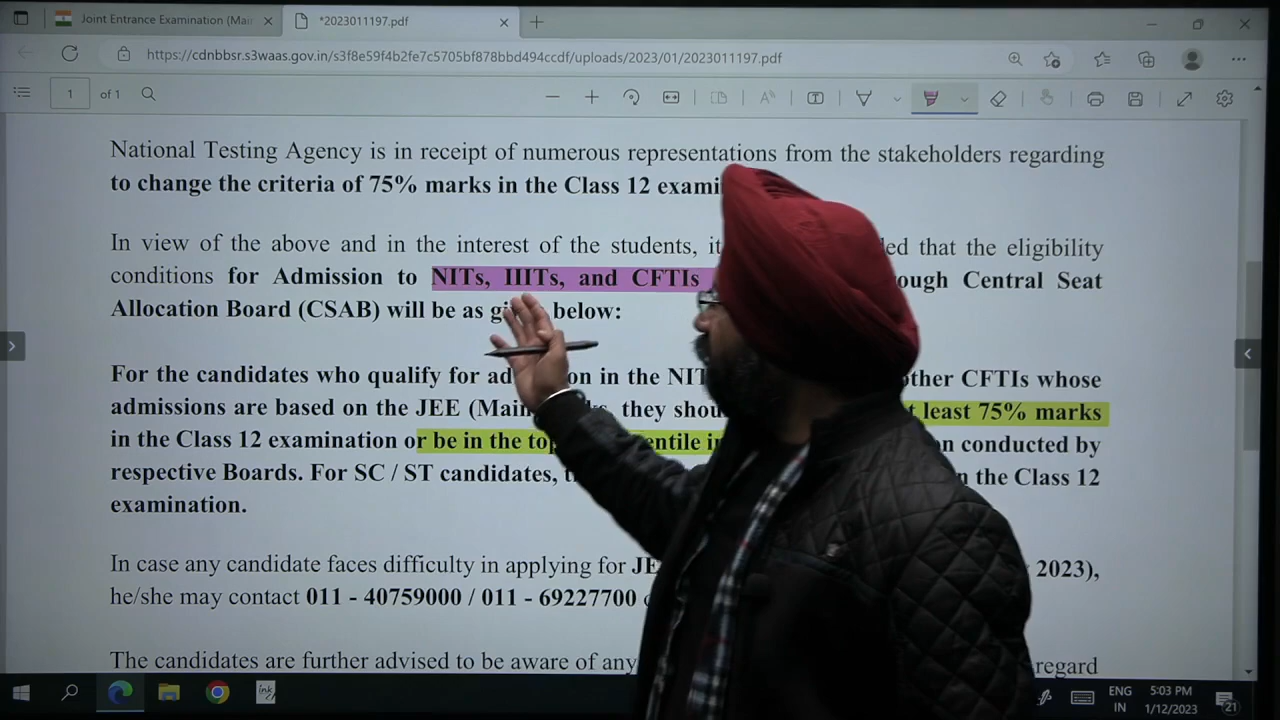 Joint Entrance Examination (Mair
*2023011197.pdf
https://cdnbbsr.s3waas.gov.in/s3f8e59f4b2fe7c5705bf878bbd494ccdf/uploads/2023/01/2023011197.pdf
1 of 1
National Testing Agency is in receipt of numerous representations from the stakeholders regarding
to change the criteria of 75% marks in the Class 12 exami
In view of the above and in the interest of the students, it ed that the eligibility
conditions for Admission to NITs, IIITs, and CFTIs ough Central Seat
Allocation Board (CSAB) will be as gi below:
For the candidates who qualify for ad on in the NIT other CFTIs whose
admissions are based on the JEE (Main s, they shou t least 75% marks
in the Class 12 examination or be in the top entile i n conducted by
respective Boards. For SC / ST candidates, t n the Class 12
examination.
In case any candidate faces difficulty in applying for JE 2023),
he/she may contact 011 - 40759000 / 011 - 69227700
The candidates are further advised to be aware of any regard
ENG
IN
5:03 PM
1/12/2023
21